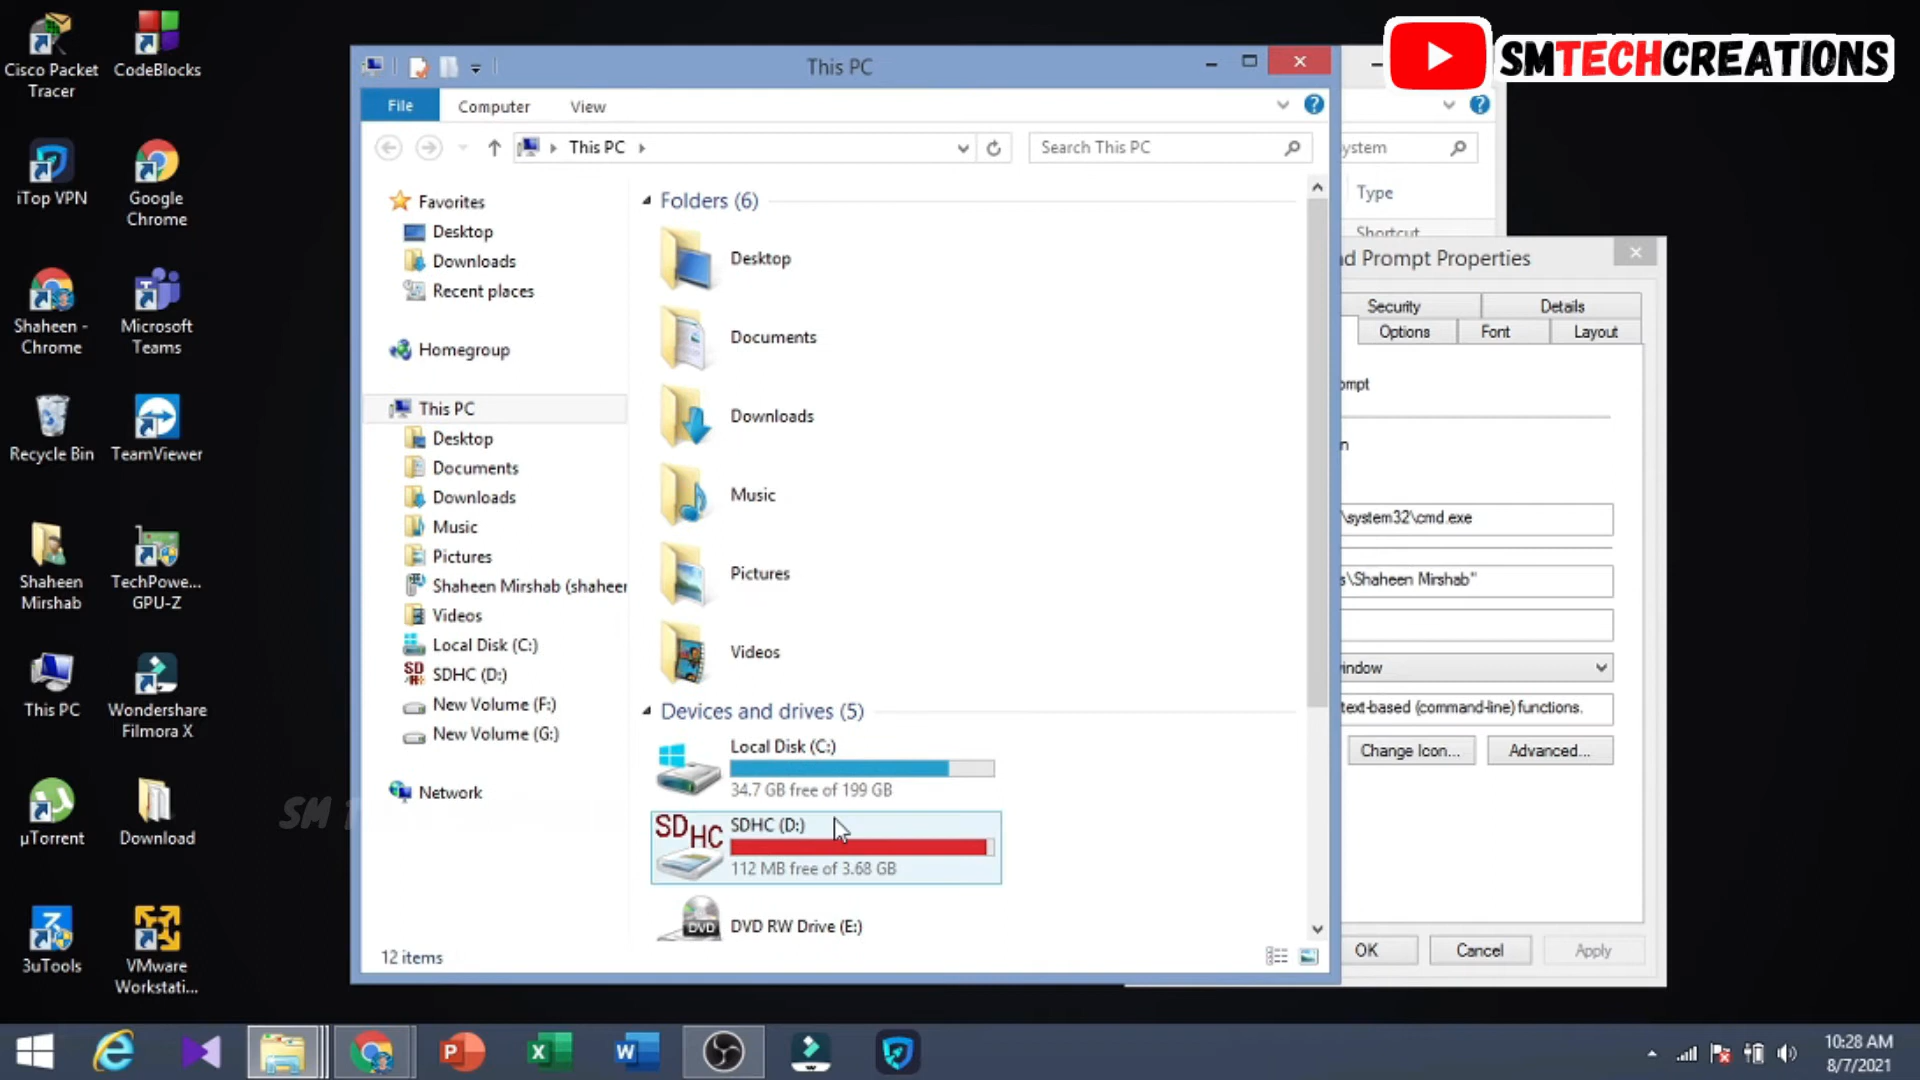 Cisco Packet
Tracer
CodeBlocks
iTop VPN
Google
Chrome
Shaheen -
Chrome
Microsoft
Teams
Recycle Bin
TeamViewer
Shaheen
Mirshab
TechPowe...
GPU-Z
This PC
Wondershare
Filmora X
µTorrent
Download
3uTools
VMware
Workstati...
This PC
File
Computer
View
This PC
Search This PC
Favorites
Desktop
Downloads
Recent places
Homegroup
This PC
Desktop
Documents
Downloads
Music
Pictures
Shaheen Mirshab (shaheer
Videos
Local Disk (C:)
SDHC (D:)
New Volume (F:)
New Volume (G:)
Network
Folders (6)
Desktop
Documents
Downloads
Music
Pictures
Videos
Devices and drives (5)
Local Disk (C:)
34.7 GB free of 199 GB
SDHC
SDHC (D:)
112 MB free of 3.68 GB
DVD
DVD RW Drive (E:)
12 items
SMTECHCREATIONS
ystem
Type
Shortcut
nd Prompt Properties
Security
Details
Options
Font
Layout
ompt
\system32\cmd.exe
s\Shaheen Mirshab"
indow
text-based (command-line) functions.
Change Icon...
Advanced...
OK
Cancel
Apply
SM
10:28 AM
8/7/2021